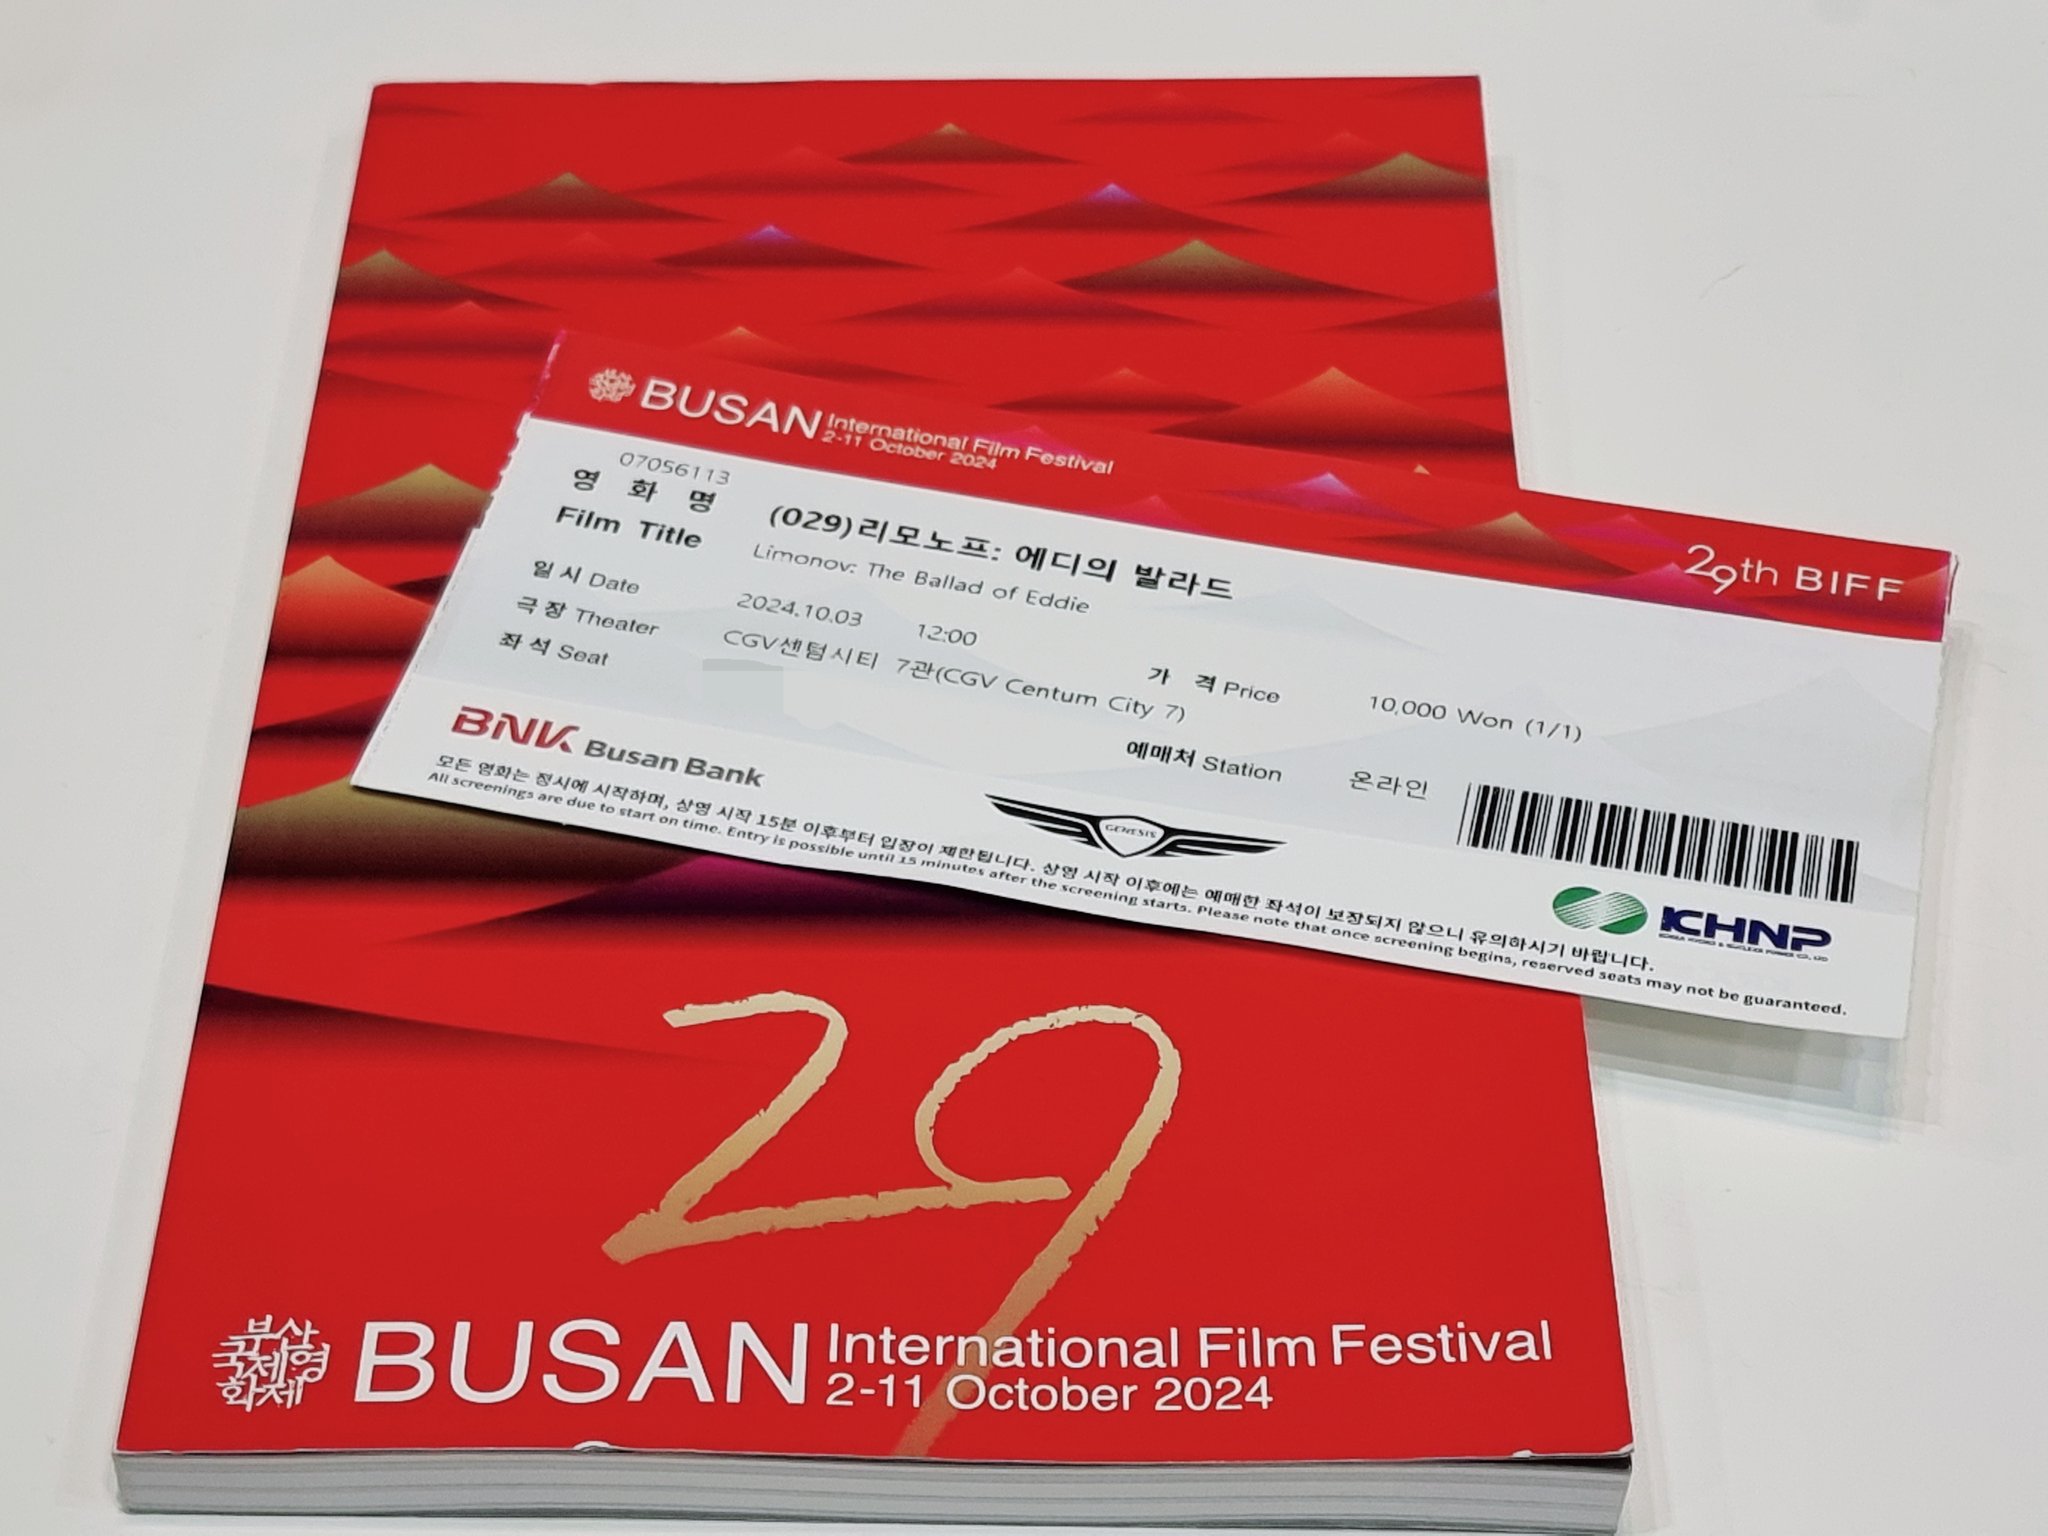 BUSAN International Film Festival
2-11 October 2024
29th BIFF
07056113
영 화 명 (029)리모노프: 에디의 발라드
Film Title Limonov: The Ballad of Eddie
일 시 Date 2024.10.03 12:00
극 장 Theater CGV센텀시티 7관(CGV Centum City 7)
좌 석 Seat
가 격 Price 10,000 Won (1/1)
예매처 Station 온라인
BNK Busan Bank
GENESIS
KHNP
KOREA HYDRO & NUCLEAR POWER CO., LTD
모든 영화는 정시에 시작하며, 상영 시작 15분 이후부터 입장이 제한됩니다. 상영 시작 이후에는 예매한 좌석이 보장되지 않으니 유의하시기 바랍니다.
All screenings are due to start on time. Entry is possible until 15 minutes after the screening starts. Please note that once screening begins, reserved seats may not be guaranteed.
29
부산
국제영
화제
BUSAN International Film Festival
2-11 October 2024